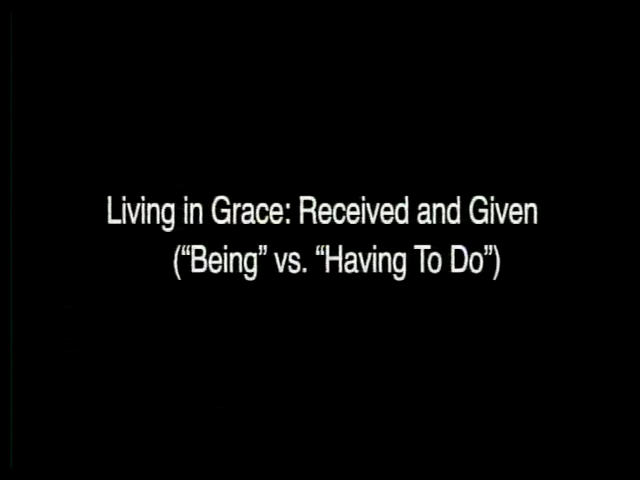 Living in Grace: Received and Given
(“Being” vs. “Having To Do”)